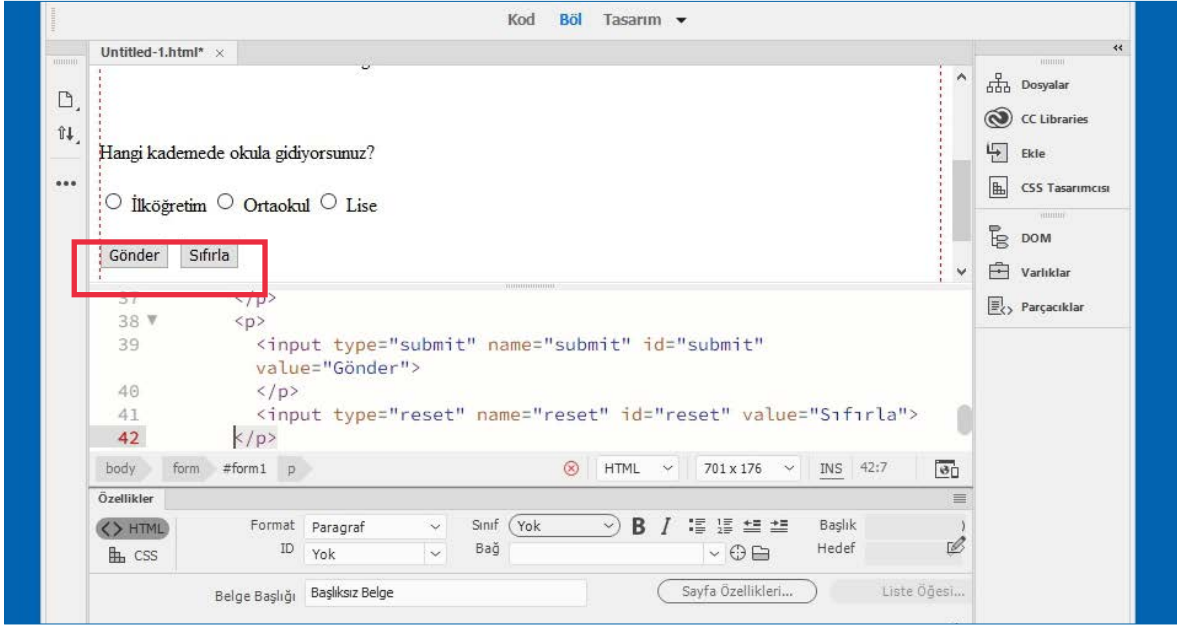 Kod Böl Tasarım
Untitled-1.html* ×
Hangi kademede okula gidiyorsunuz?
İlköğretim Ortaokul Lise
Gönder Sıfırla
37 </p>
38 <p>
39 <input type="submit" name="submit" id="submit"
value="Gönder">
40 </p>
41 <input type="reset" name="reset" id="reset" value="Sıfırla">
42 </p>
body form #form1 p HTML 701 x 176 INS 42:7
Özellikler
<> HTML Format Paragraf Sınıf Yok B I Başlık
CSS ID Yok Bağ Hedef
Belge Başlığı Başlıksız Belge Sayfa Özellikleri... Liste Öğesi...
Dosyalar
CC Libraries
Ekle
CSS Tasarımcısı
DOM
Varlıklar
Parçacıklar